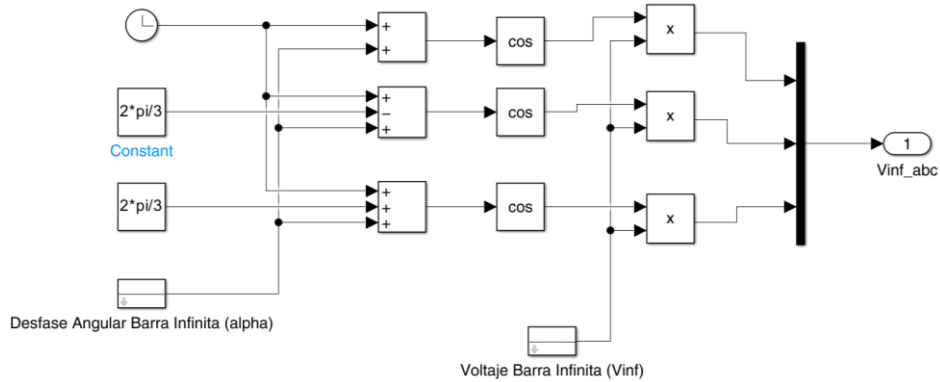 +
+
cos
x
2*pi/3
+
−
+
cos
x
Constant
1
Vinf_abc
2*pi/3
+
+
+
cos
x
Desfase Angular Barra Infinita (alpha)
Voltaje Barra Infinita (Vinf)